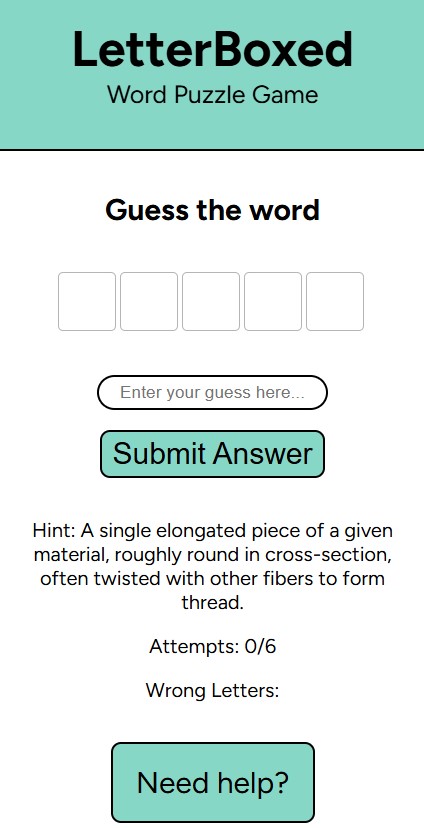 LetterBoxed
Word Puzzle Game
Guess the word
Enter your guess here...
Submit Answer
Hint: A single elongated piece of a given
material, roughly round in cross-section,
often twisted with other fibers to form
thread.
Attempts: 0/6
Wrong Letters:
Need help?